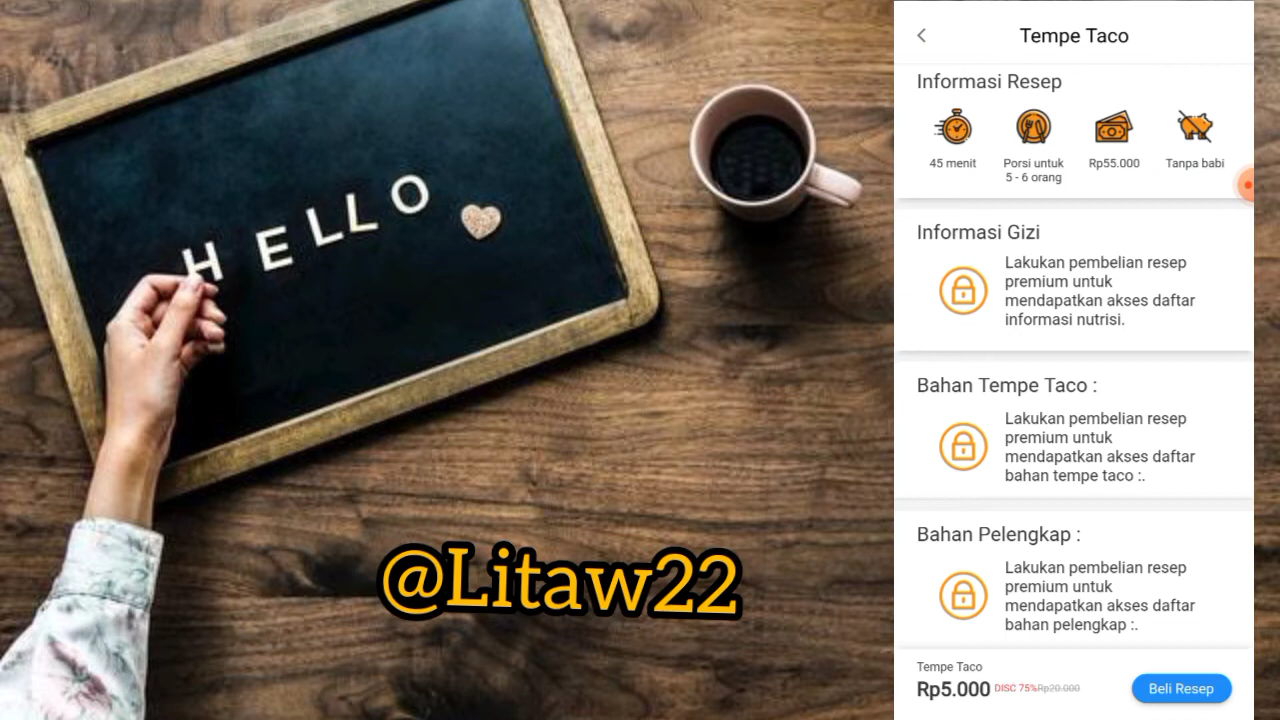 HELLO
@Litaw22
Tempe Taco
Informasi Resep
45 menit
Porsi untuk
5 - 6 orang
Rp55.000
Tanpa babi
Informasi Gizi
Lakukan pembelian resep
premium untuk
mendapatkan akses daftar
informasi nutrisi.
Bahan Tempe Taco :
Lakukan pembelian resep
premium untuk
mendapatkan akses daftar
bahan tempe taco :.
Bahan Pelengkap :
Lakukan pembelian resep
premium untuk
mendapatkan akses daftar
bahan pelengkap :.
Tempe Taco
Rp5.000 DISC 75%Rp20.000
Beli Resep